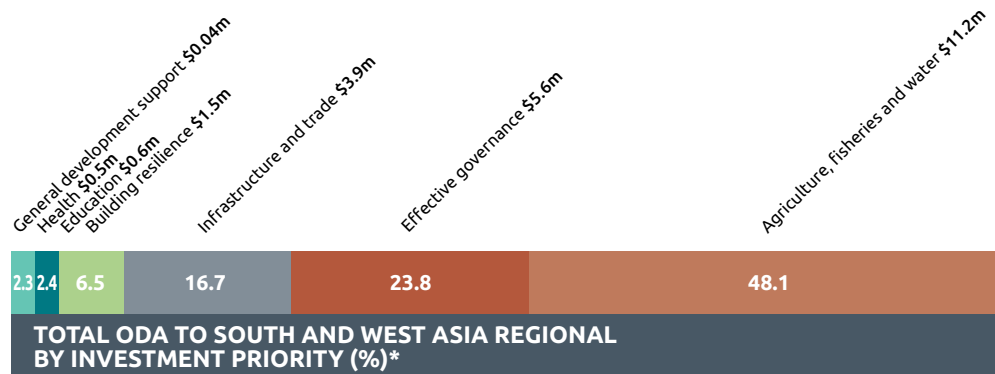 General development support $0.04m
Health $0.5m
Education $0.6m
Building resilience $1.5m
Infrastructure and trade $3.9m
Effective governance $5.6m
Agriculture, fisheries and water $11.2m
2.3 2.4 6.5 16.7 23.8 48.1
TOTAL ODA TO SOUTH AND WEST ASIA REGIONAL
BY INVESTMENT PRIORITY (%)*